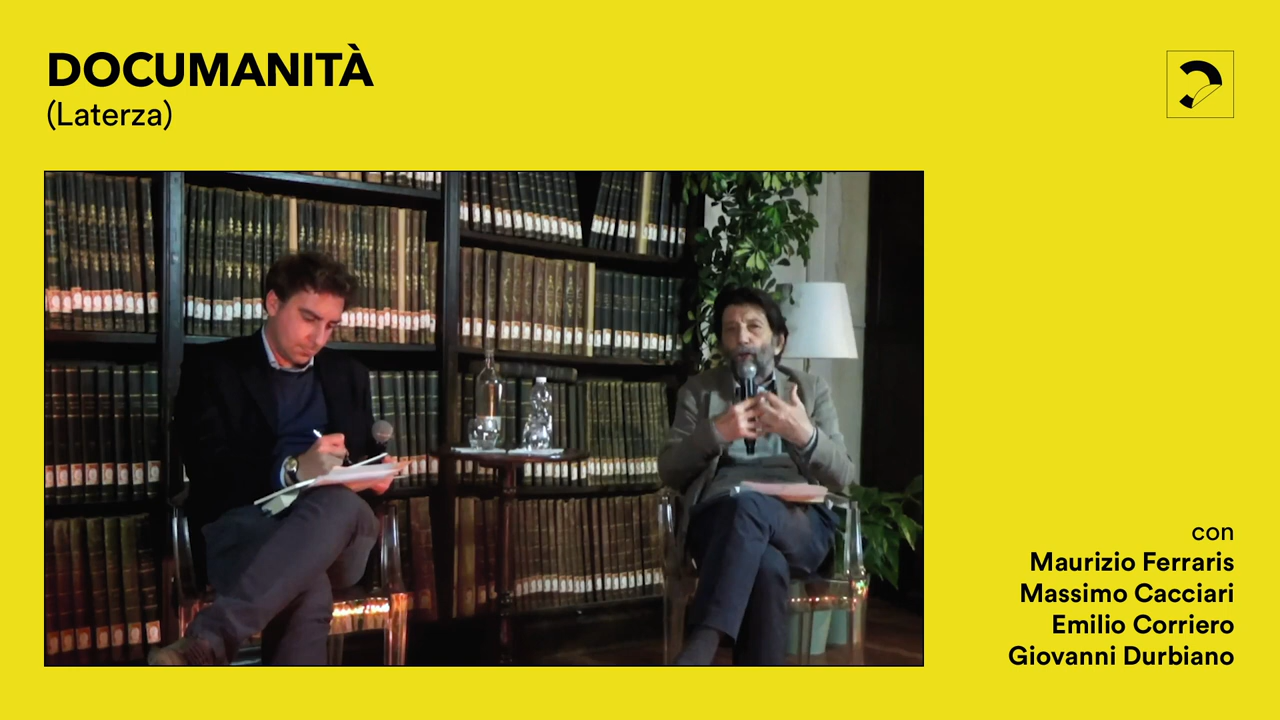 DOCUMANITÀ
(Laterza)
con
Maurizio Ferraris
Massimo Cacciari
Emilio Corriero
Giovanni Durbiano